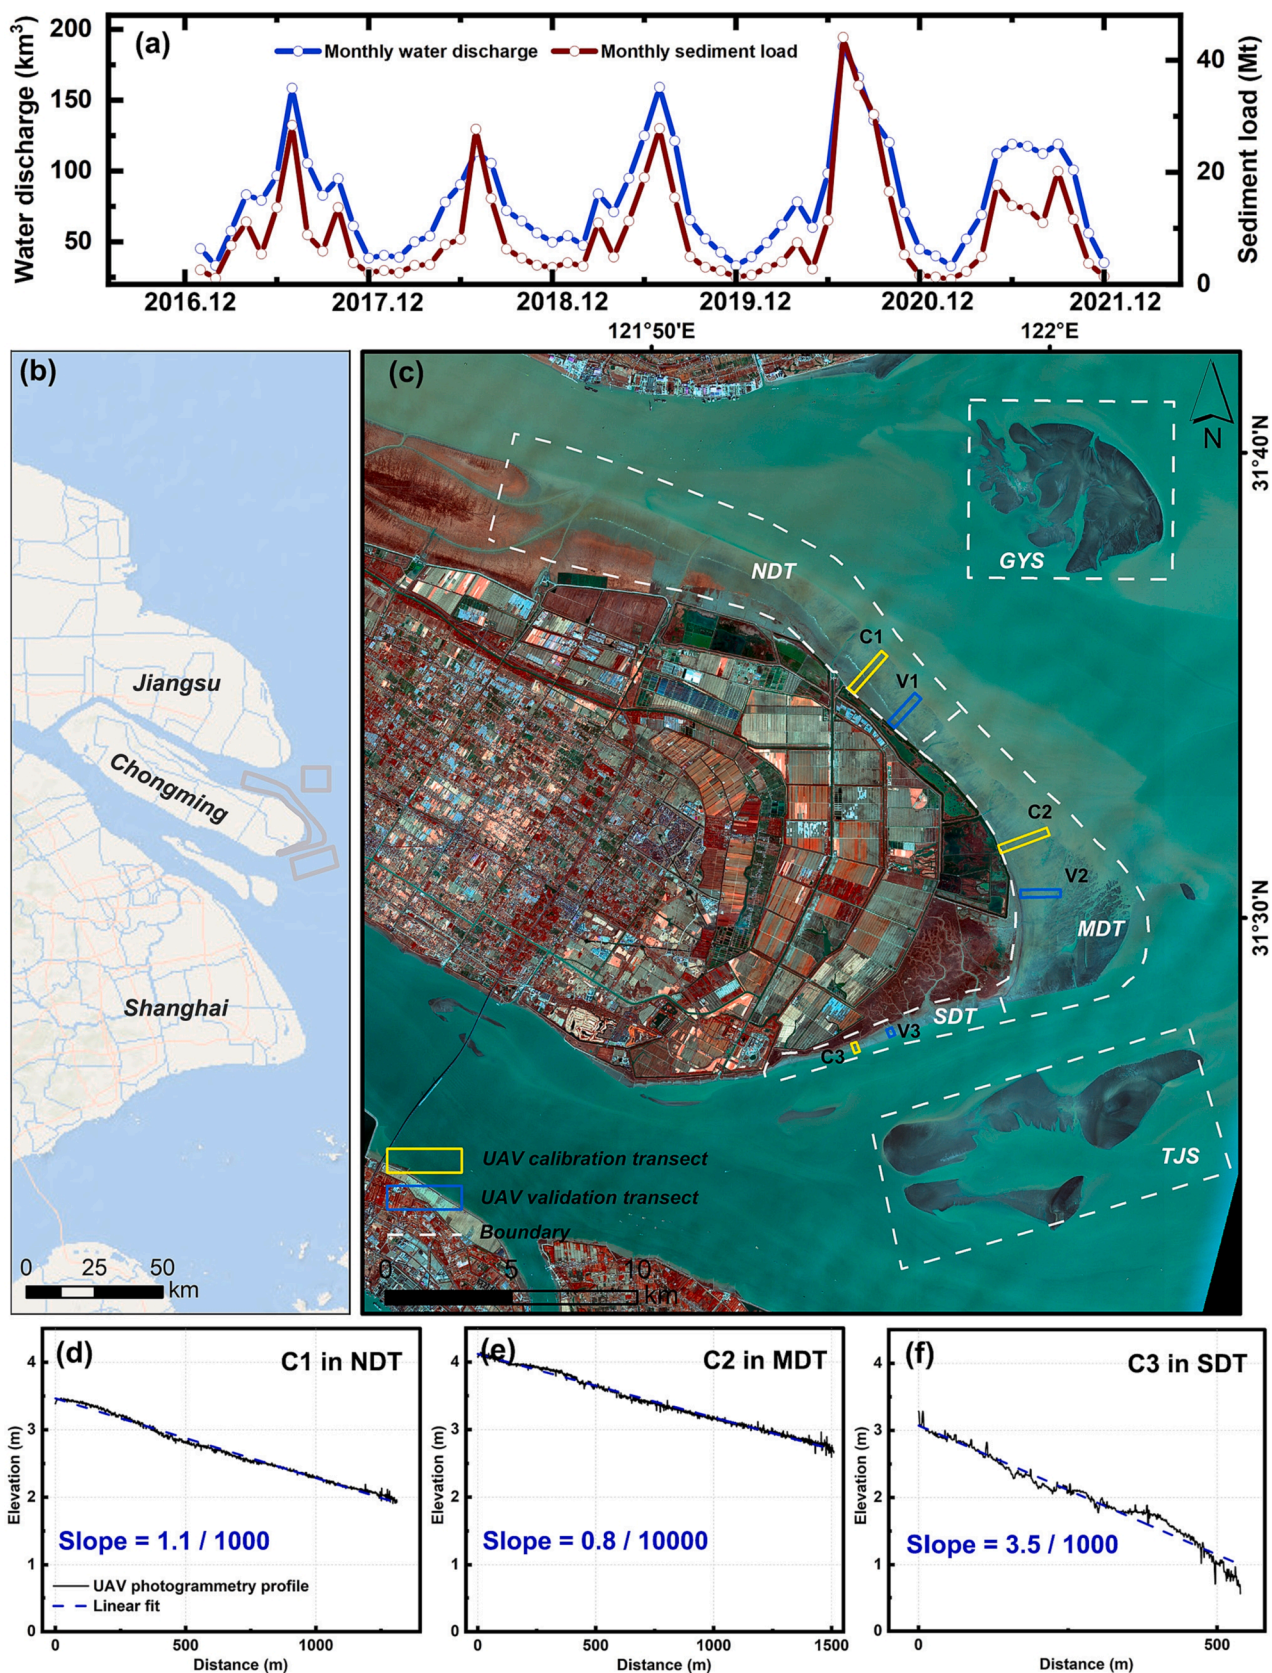 (a)
Monthly water discharge
Monthly sediment load
Water discharge (km³)
200
150
100
50
Sediment load (Mt)
40
20
0
2016.12 2017.12 2018.12 2019.12 2020.12 2021.12
121°50'E 122°E
(b)
Jiangsu
Chongming
Shanghai
0 25 50
km
(c)
N
31°40'N
31°30'N
GYS
NDT
C1
V1
C2
V2
MDT
SDT
V3
C3
TJS
UAV calibration transect
UAV validation transect
Boundary
0 5 10
km
(d)
C1 in NDT
Elevation (m)
4
3
2
1
0
Slope = 1.1 / 1000
UAV photogrammetry profile
Linear fit
0 500 1000
Distance (m)
(e)
C2 in MDT
Elevation (m)
4
3
2
1
0
Slope = 0.8 / 10000
0 500 1000 1500
Distance (m)
(f)
C3 in SDT
Elevation (m)
4
3
2
1
0
Slope = 3.5 / 1000
0 500
Distance (m)